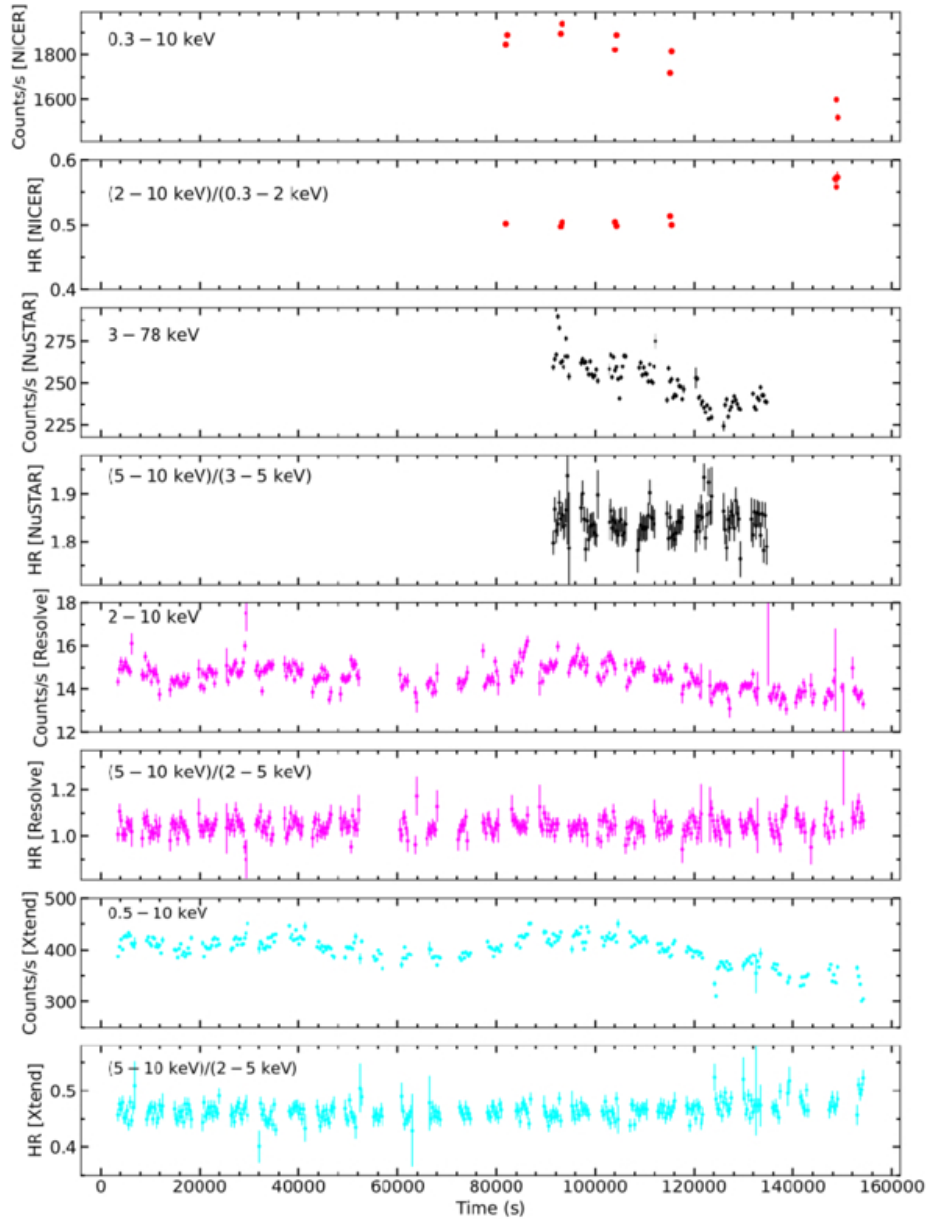 0.3 − 10 keV
Counts/s [NICER]
1800
1600
(2 − 10 keV)/(0.3 − 2 keV)
HR [NICER]
0.6
0.5
0.4
3 − 78 keV
Counts/s [NuSTAR]
275
250
225
(5 − 10 keV)/(3 − 5 keV)
HR [NuSTAR]
1.9
1.8
2 − 10 keV
Counts/s [Resolve]
18
16
14
12
(5 − 10 keV)/(2 − 5 keV)
HR [Resolve]
1.2
1.0
0.5 − 10 keV
Counts/s [Xtend]
500
400
300
(5 − 10 keV)/(2 − 5 keV)
HR [Xtend]
0.5
0.4
0 20000 40000 60000 80000 100000 120000 140000 160000
Time (s)